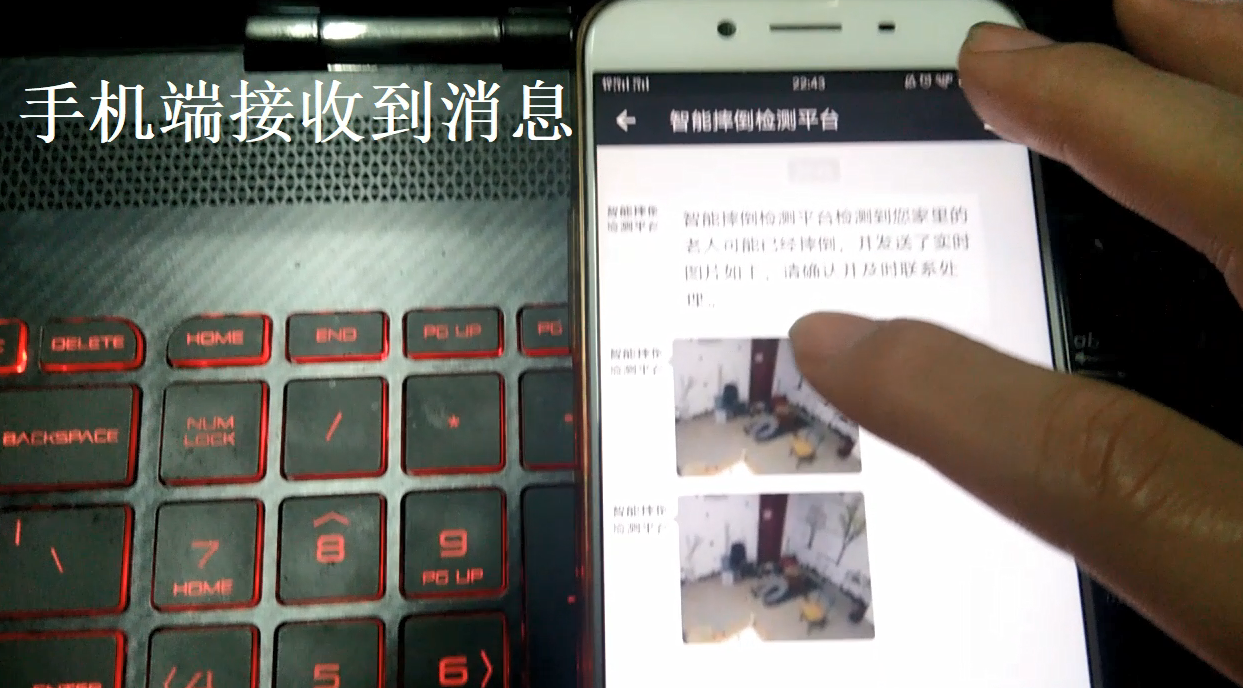 手机端接收到消息
22:43
智能摔倒检测平台
智能摔倒
检测平台
智能摔倒检测平台检测到您家里的
老人可能已经摔倒，并发送了实时
图片如下，请确认并及时联系处
理。
智能摔倒
检测平台
智能摔倒
检测平台
DELETE
HOME
END
PG UP
PG
BACKSPACE
NUM
LOCK
/
*
\
7
HOME
8
9
PG UP
ENTER
5
6